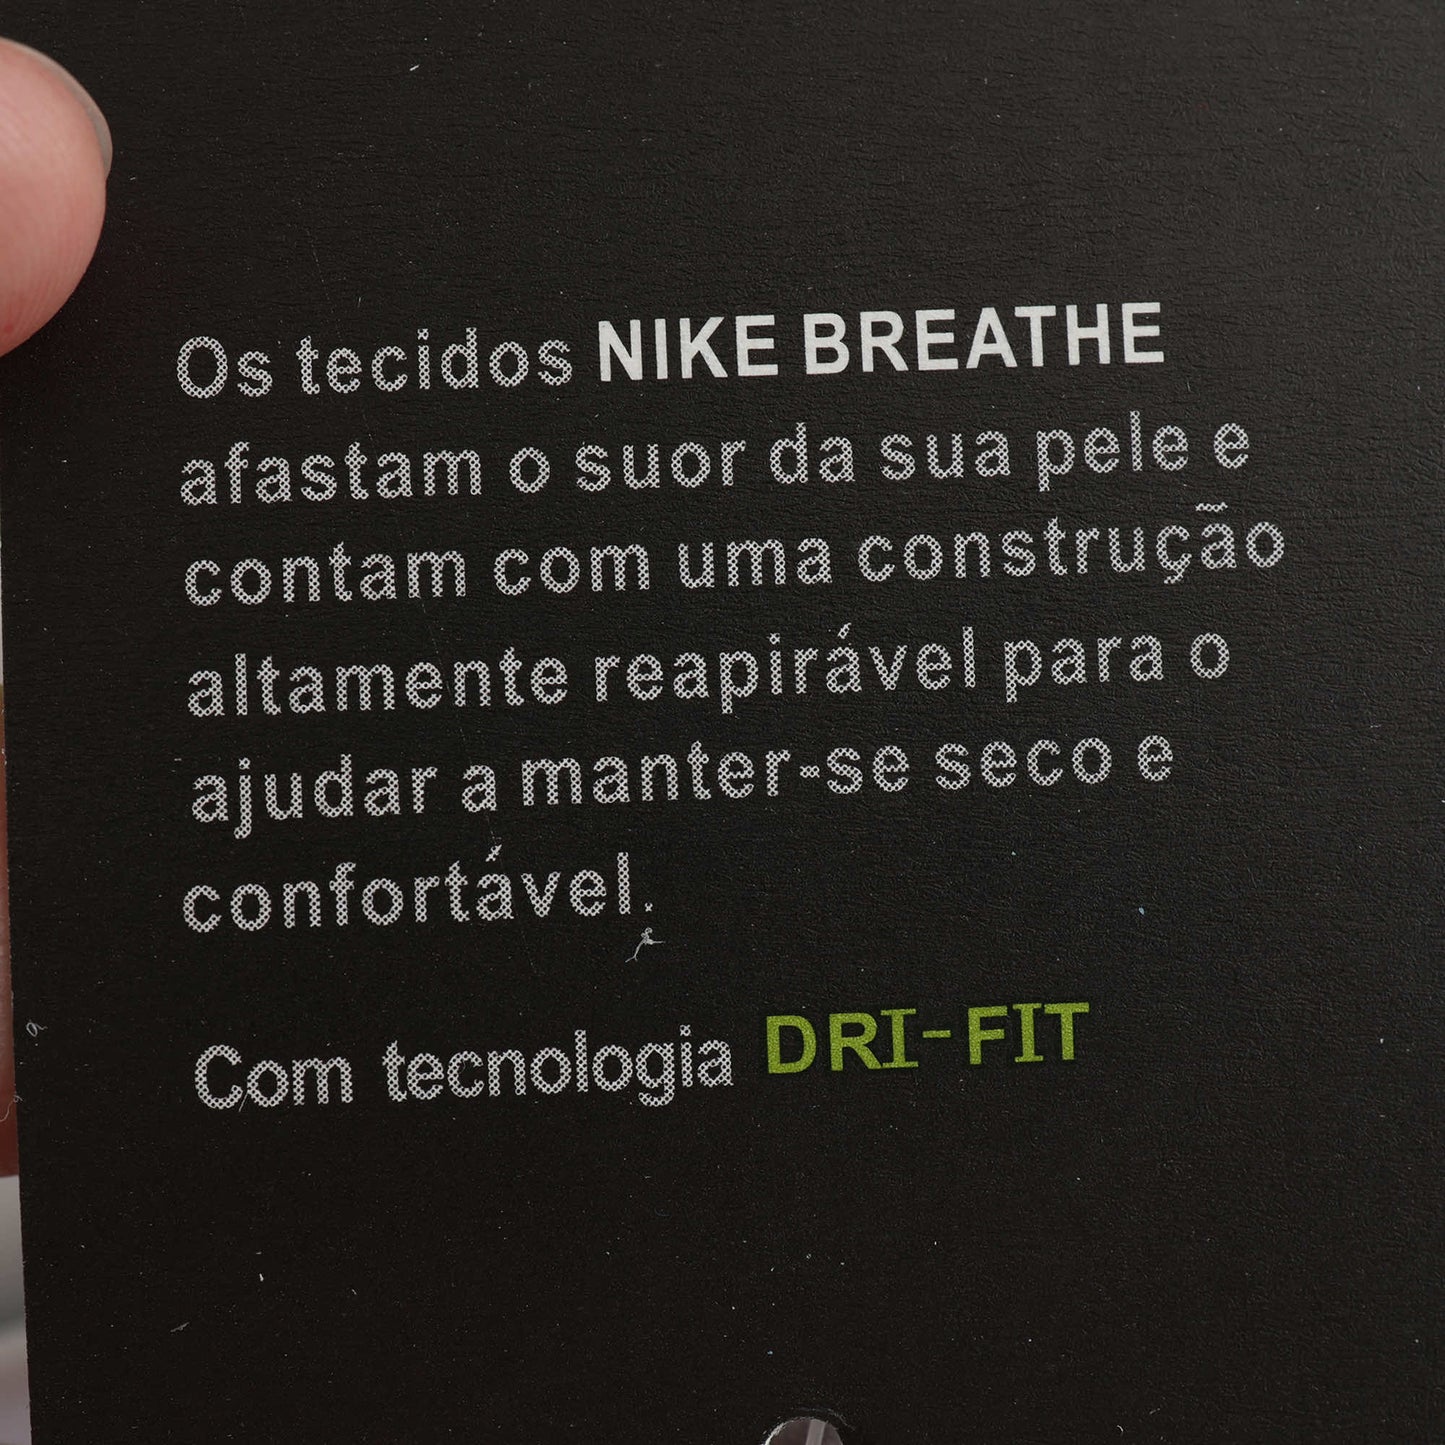 Os tecidos NIKE BREATHE
afastam o suor da sua pele e
contam com uma construção
altamente reapirável para o
ajudar a manter-se seco e
confortável.
Com tecnologia DRI-FIT